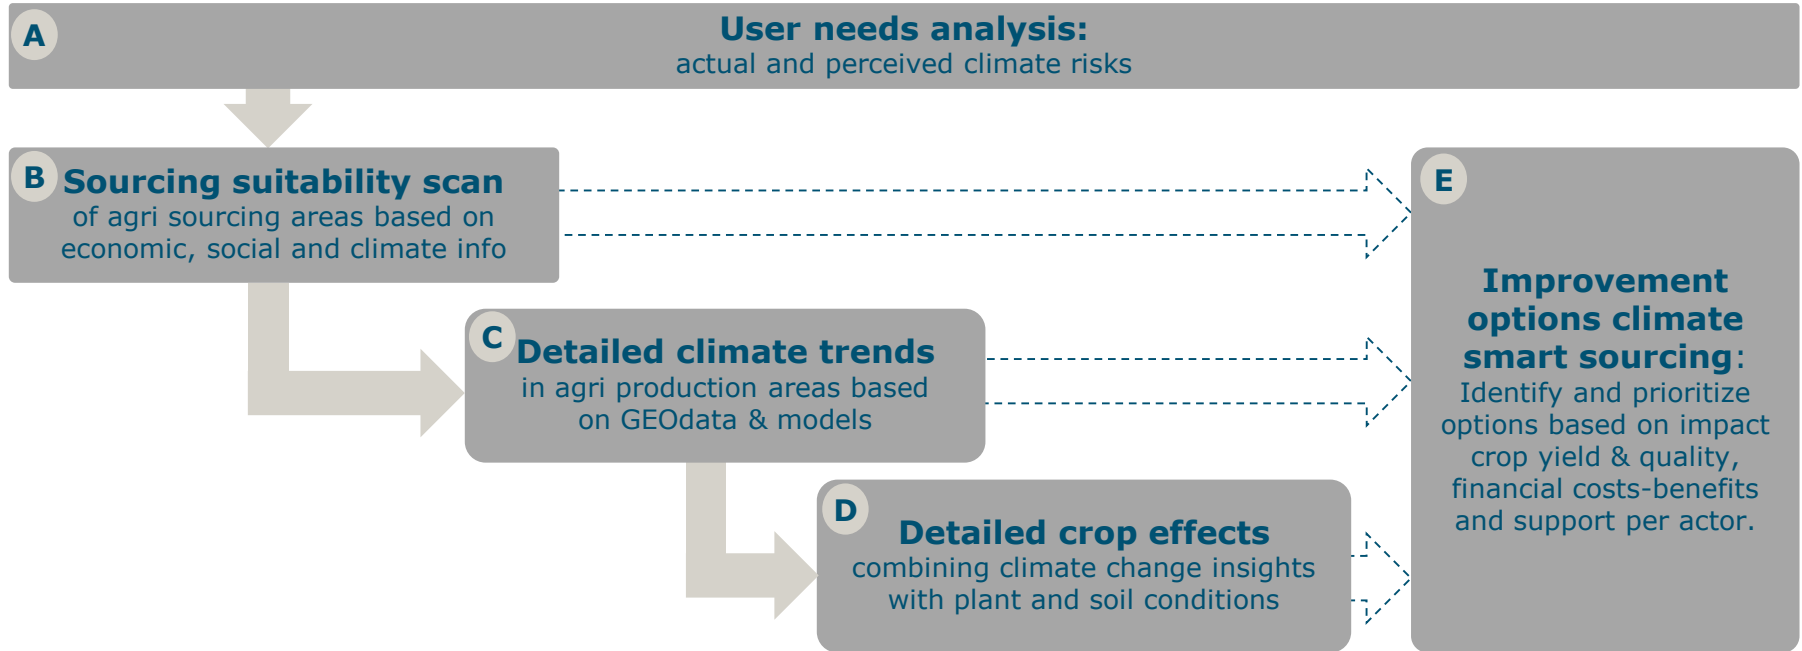 A
User needs analysis:
actual and perceived climate risks
B
Sourcing suitability scan
of agri sourcing areas based on
economic, social and climate info
C
Detailed climate trends
in agri production areas based
on GEOdata & models
D
Detailed crop effects
combining climate change insights
with plant and soil conditions
E
Improvement
options climate
smart sourcing:
Identify and prioritize
options based on impact
crop yield & quality,
financial costs-benefits
and support per actor.